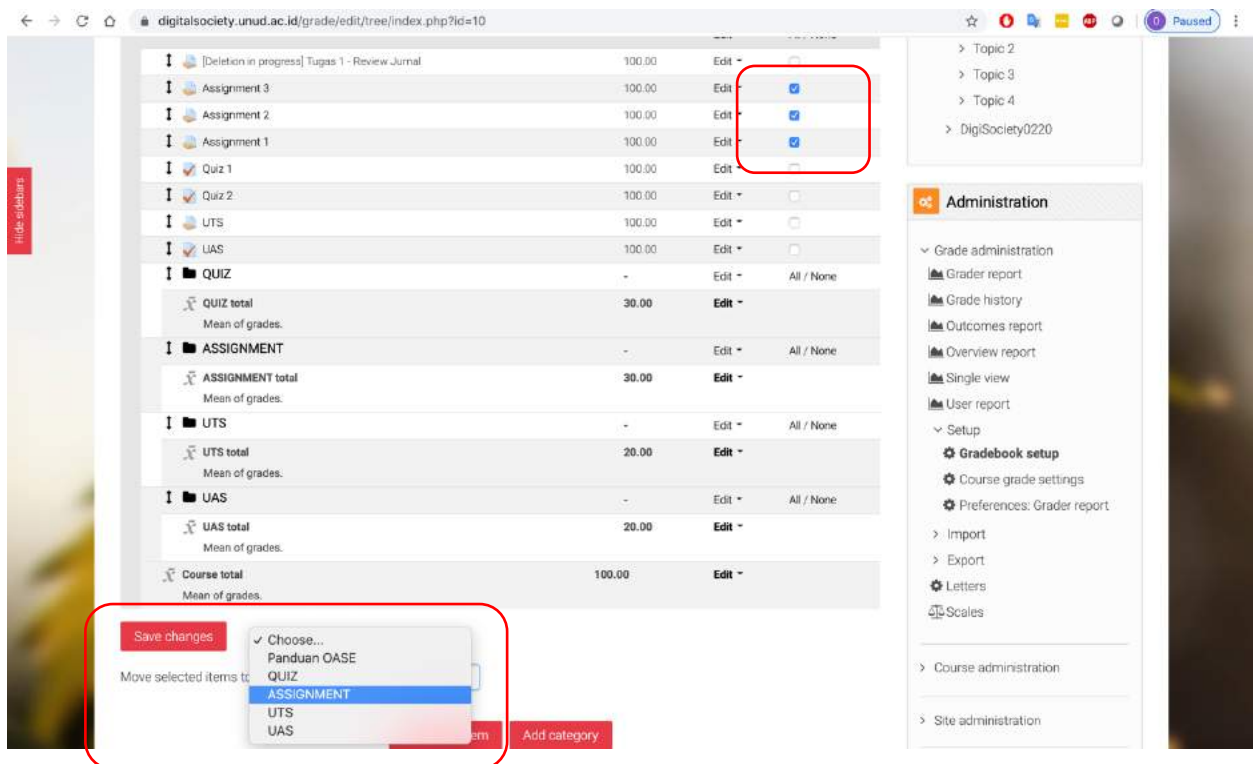 digitalsociety.unud.ac.id/grade/edit/tree/index.php?id=10
Paused
[Deletion in progress] Tugas 1 - Review Jurnal 100.00 Edit
Assignment 3 100.00 Edit
Assignment 2 100.00 Edit
Assignment 1 100.00 Edit
Quiz 1 100.00 Edit
Quiz 2 100.00 Edit
UTS 100.00 Edit
UAS 100.00 Edit
QUIZ - Edit All / None
QUIZ total 30.00 Edit
Mean of grades.
ASSIGNMENT - Edit All / None
ASSIGNMENT total 30.00 Edit
Mean of grades.
UTS - Edit All / None
UTS total 20.00 Edit
Mean of grades.
UAS - Edit All / None
UAS total 20.00 Edit
Mean of grades.
Course total 100.00 Edit
Mean of grades.
Save changes
Move selected items to
Choose...
Panduan OASE
QUIZ
ASSIGNMENT
UTS
UAS
Add category
Hide sidebars
Topic 2
Topic 3
Topic 4
DigiSociety0220
Administration
Grade administration
Grader report
Grade history
Outcomes report
Overview report
Single view
User report
Setup
Gradebook setup
Course grade settings
Preferences: Grader report
Import
Export
Letters
Scales
Course administration
Site administration